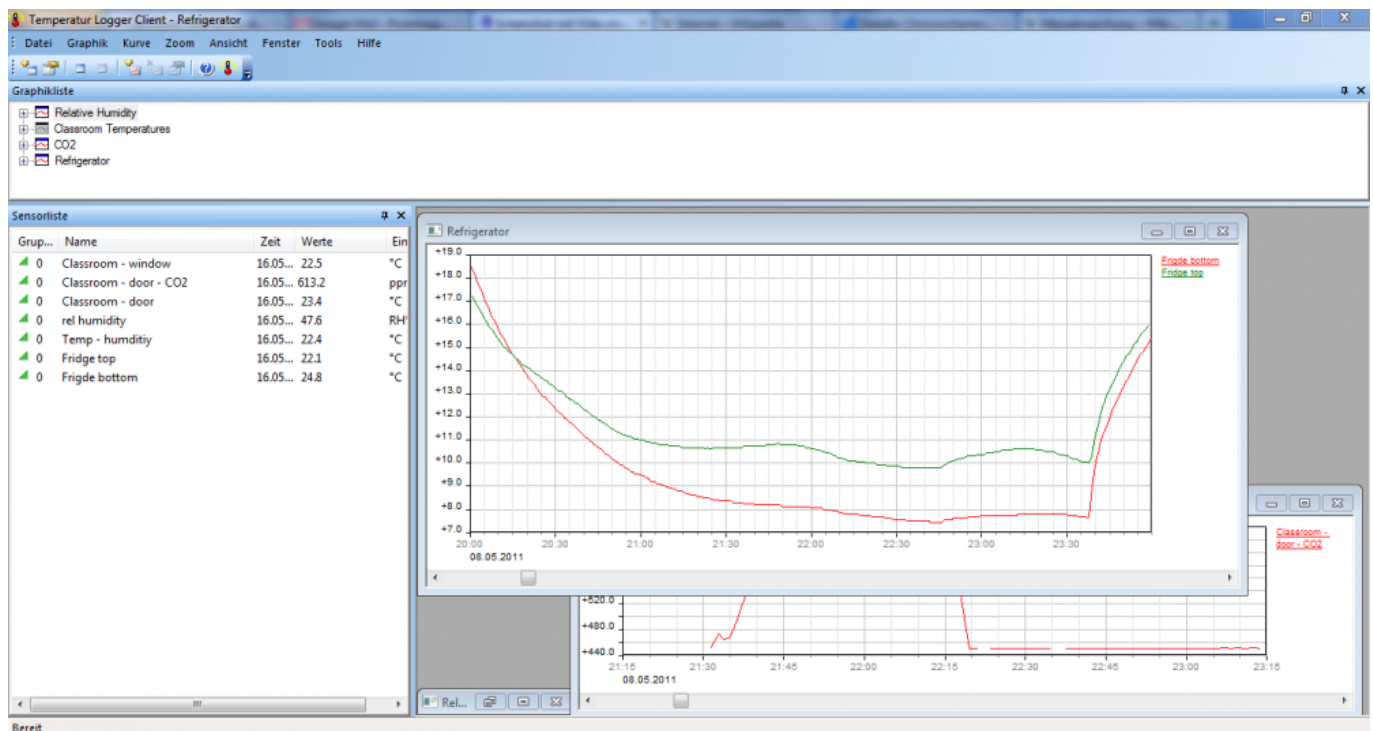 Temperatur Logger Client - Refrigerator
Datei Graphik Kurve Zoom Ansicht Fenster Tools Hilfe
Graphikliste
Relative Humidity
Classroom Temperatures
CO2
Refrigerator
Sensorliste
Grup... Name Zeit Werte Ein
0 Classroom - window 16.05... 22.5 °C
0 Classroom - door - CO2 16.05... 613.2 ppr
0 Classroom - door 16.05... 23.4 °C
0 rel humidity 16.05... 47.6 RH'
0 Temp - humditiy 16.05... 22.4 °C
0 Fridge top 16.05... 22.1 °C
0 Frigde bottom 16.05... 24.8 °C
Refrigerator
+19.0
+18.0
+17.0
+16.0
+15.0
+14.0
+13.0
+12.0
+11.0
+10.0
+9.0
+8.0
+7.0
20:00 20:30 21:00 21:30 22:00 22:30 23:00 23:30
08.05.2011
Frigde bottom
Fridge top
Classroom -
door - CO2
+520.0
+480.0
+440.0
21:15 21:30 21:45 22:00 22:15 22:30 22:45 23:00 23:15
08.05.2011
Rel...
Bereit